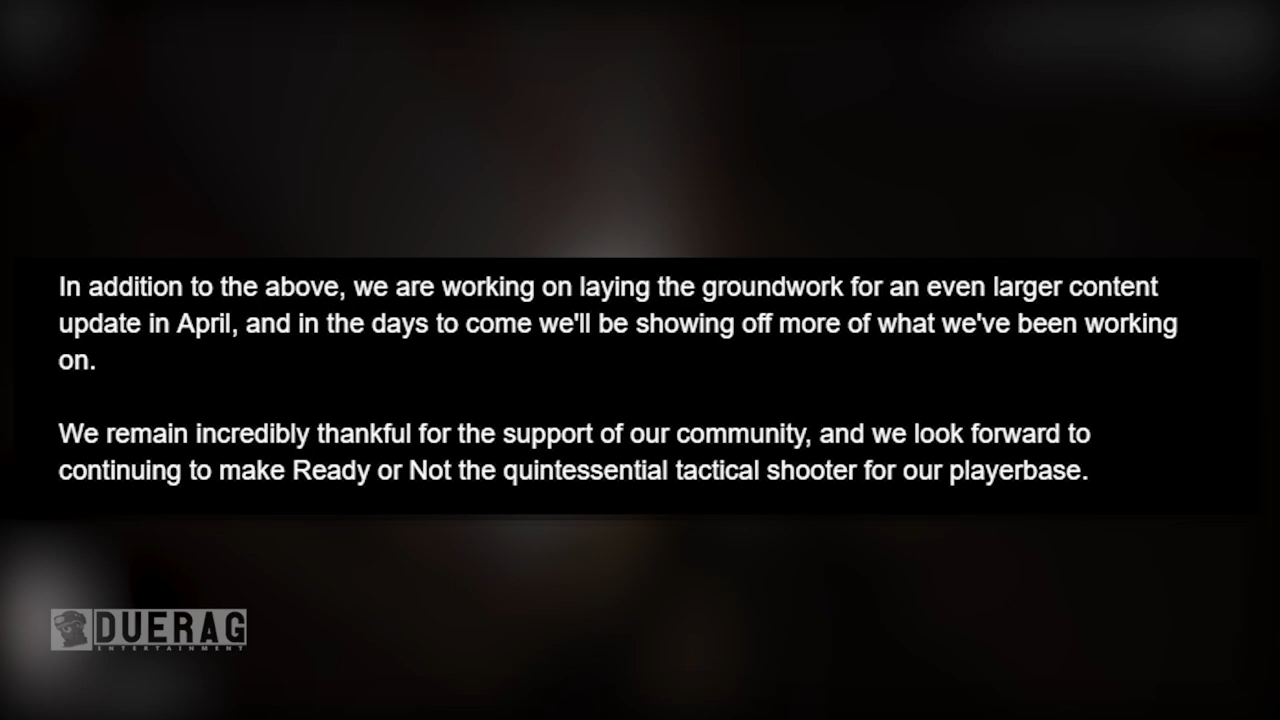 In addition to the above, we are working on laying the groundwork for an even larger content
update in April, and in the days to come we'll be showing off more of what we've been working
on.
We remain incredibly thankful for the support of our community, and we look forward to
continuing to make Ready or Not the quintessential tactical shooter for our playerbase.
DUERAG
ENTERTAINMENT